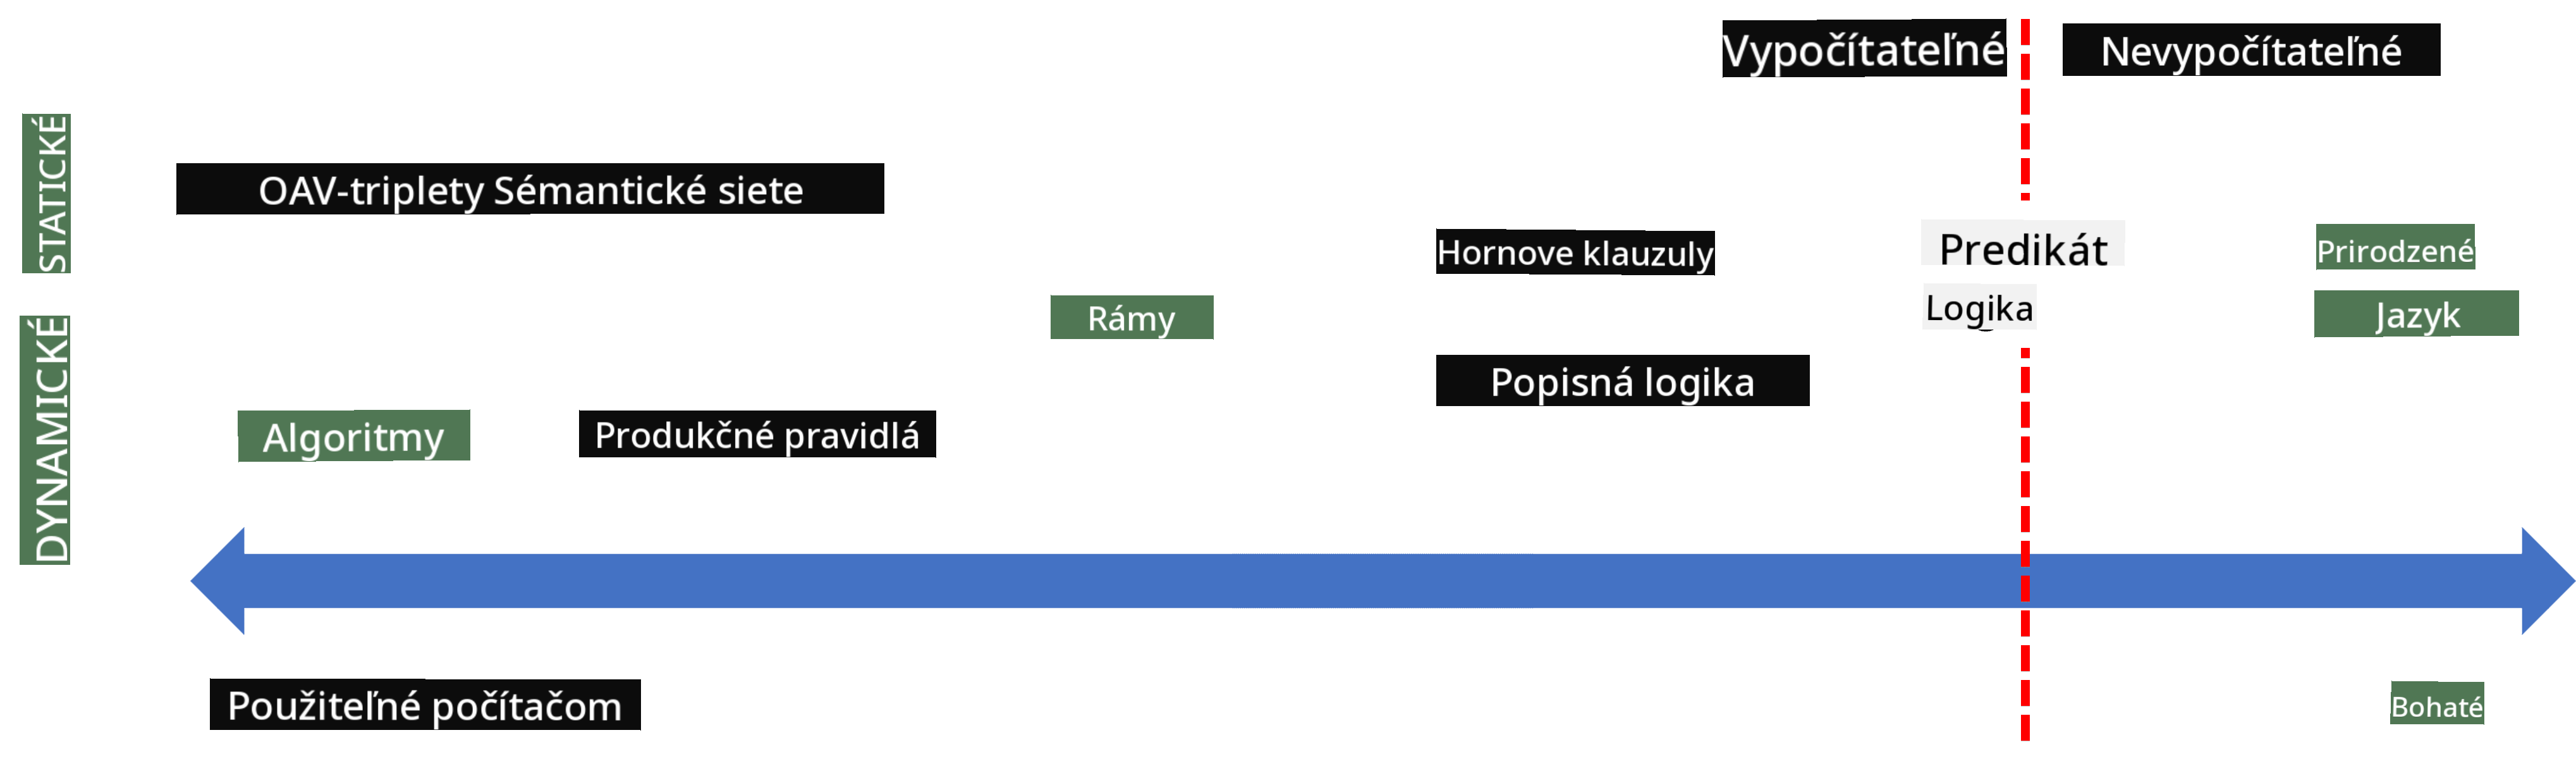 Vypočítateľné
Nevypočítateľné
STATICKÉ
OAV-triplety Sémantické siete
Hornove klauzuly
Predikát
Prirodzené
Rámy
Logika
Jazyk
DYNAMICKÉ
Popisná logika
Algoritmy
Produkčné pravidlá
Použiteľné počítačom
Bohaté